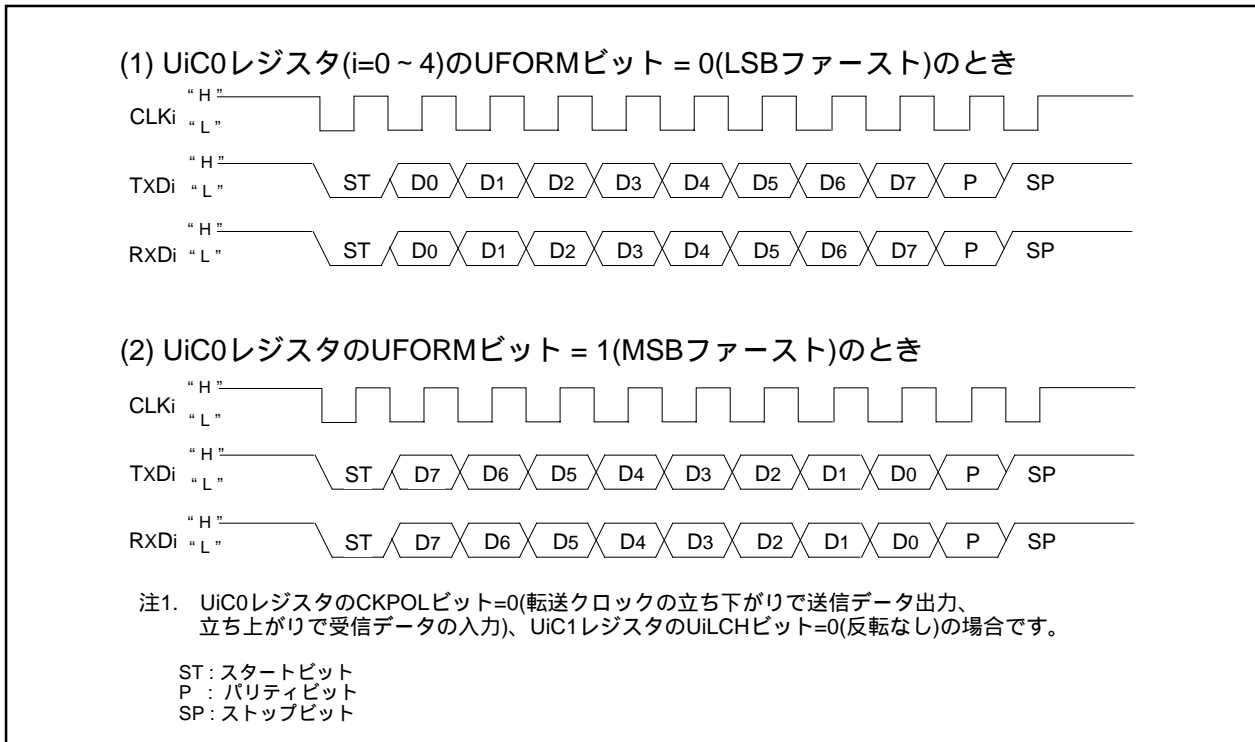 (1) UiC0レジスタ(i=0 ~ 4)のUFORMビット = 0(LSBファースト)のとき
“ H ”
CLKi
“ L ”
“ H ”
TXDi “ L ” ST D0 D1 D2 D3 D4 D5 D6 D7 P SP
“ H ”
RXDi “ L ” ST D0 D1 D2 D3 D4 D5 D6 D7 P SP
(2) UiC0レジスタのUFORMビット = 1(MSBファースト)のとき
“ H ”
CLKi
“ L ”
“ H ”
TXDi “ L ” ST D7 D6 D5 D4 D3 D2 D1 D0 P SP
“ H ”
RXDi “ L ” ST D7 D6 D5 D4 D3 D2 D1 D0 P SP
注1. UiC0レジスタのCKPOLビット=0(転送クロックの立ち下がりで送信データ出力、
立ち上がりで受信データの入力)、UiC1レジスタのUiLCHビット=0(反転なし)の場合です。
ST : スタートビット
P : パリティビット
SP : ストップビット